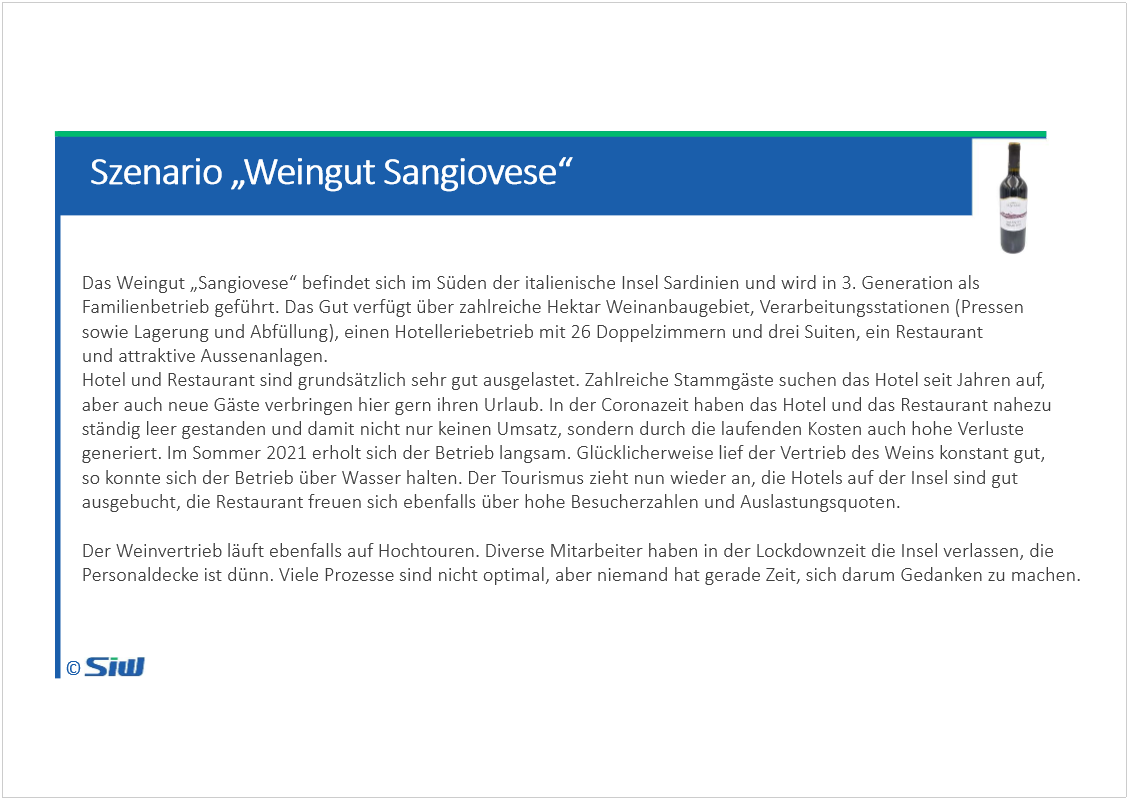 Szenario „Weingut Sangiovese“
Das Weingut „Sangiovese“ befindet sich im Süden der italienische Insel Sardinien und wird in 3. Generation als
Familienbetrieb geführt. Das Gut verfügt über zahlreiche Hektar Weinanbaugebiet, Verarbeitungsstationen (Pressen
sowie Lagerung und Abfüllung), einen Hotelleriebetrieb mit 26 Doppelzimmern und drei Suiten, ein Restaurant
und attraktive Aussenanlagen.
Hotel und Restaurant sind grundsätzlich sehr gut ausgelastet. Zahlreiche Stammgäste suchen das Hotel seit Jahren auf,
aber auch neue Gäste verbringen hier gern ihren Urlaub. In der Coronazeit haben das Hotel und das Restaurant nahezu
ständig leer gestanden und damit nicht nur keinen Umsatz, sondern durch die laufenden Kosten auch hohe Verluste
generiert. Im Sommer 2021 erholt sich der Betrieb langsam. Glücklicherweise lief der Vertrieb des Weins konstant gut,
so konnte sich der Betrieb über Wasser halten. Der Tourismus zieht nun wieder an, die Hotels auf der Insel sind gut
ausgebucht, die Restaurant freuen sich ebenfalls über hohe Besucherzahlen und Auslastungsquoten.
Der Weinvertrieb läuft ebenfalls auf Hochtouren. Diverse Mitarbeiter haben in der Lockdownzeit die Insel verlassen, die
Personaldecke ist dünn. Viele Prozesse sind nicht optimal, aber niemand hat gerade Zeit, sich darum Gedanken zu machen.
© SiW